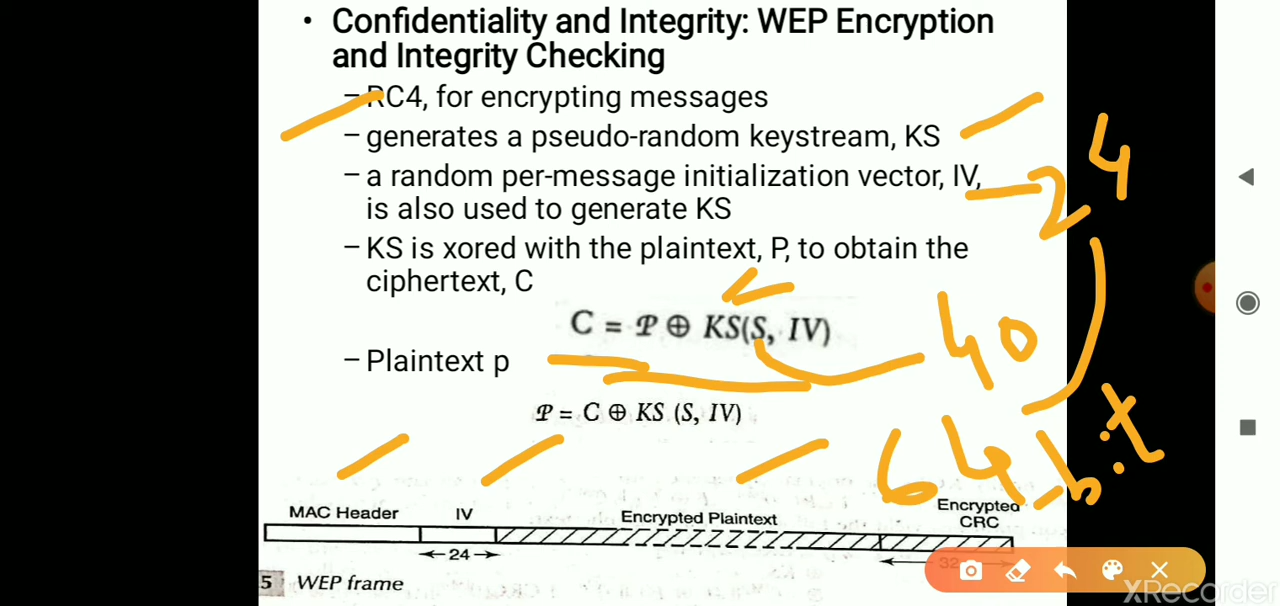 • Confidentiality and Integrity: WEP Encryption
and Integrity Checking
– RC4, for encrypting messages
– generates a pseudo-random keystream, KS
– a random per-message initialization vector, IV,
is also used to generate KS
24
– KS is xored with the plaintext, P, to obtain the
ciphertext, C
C = P ⊕ KS(S, IV)
40
– Plaintext p
P = C ⊕ KS (S, IV)
64 bit
MAC Header IV Encrypted Plaintext Encrypted
CRC
24 32
5 WEP frame
XRecorder